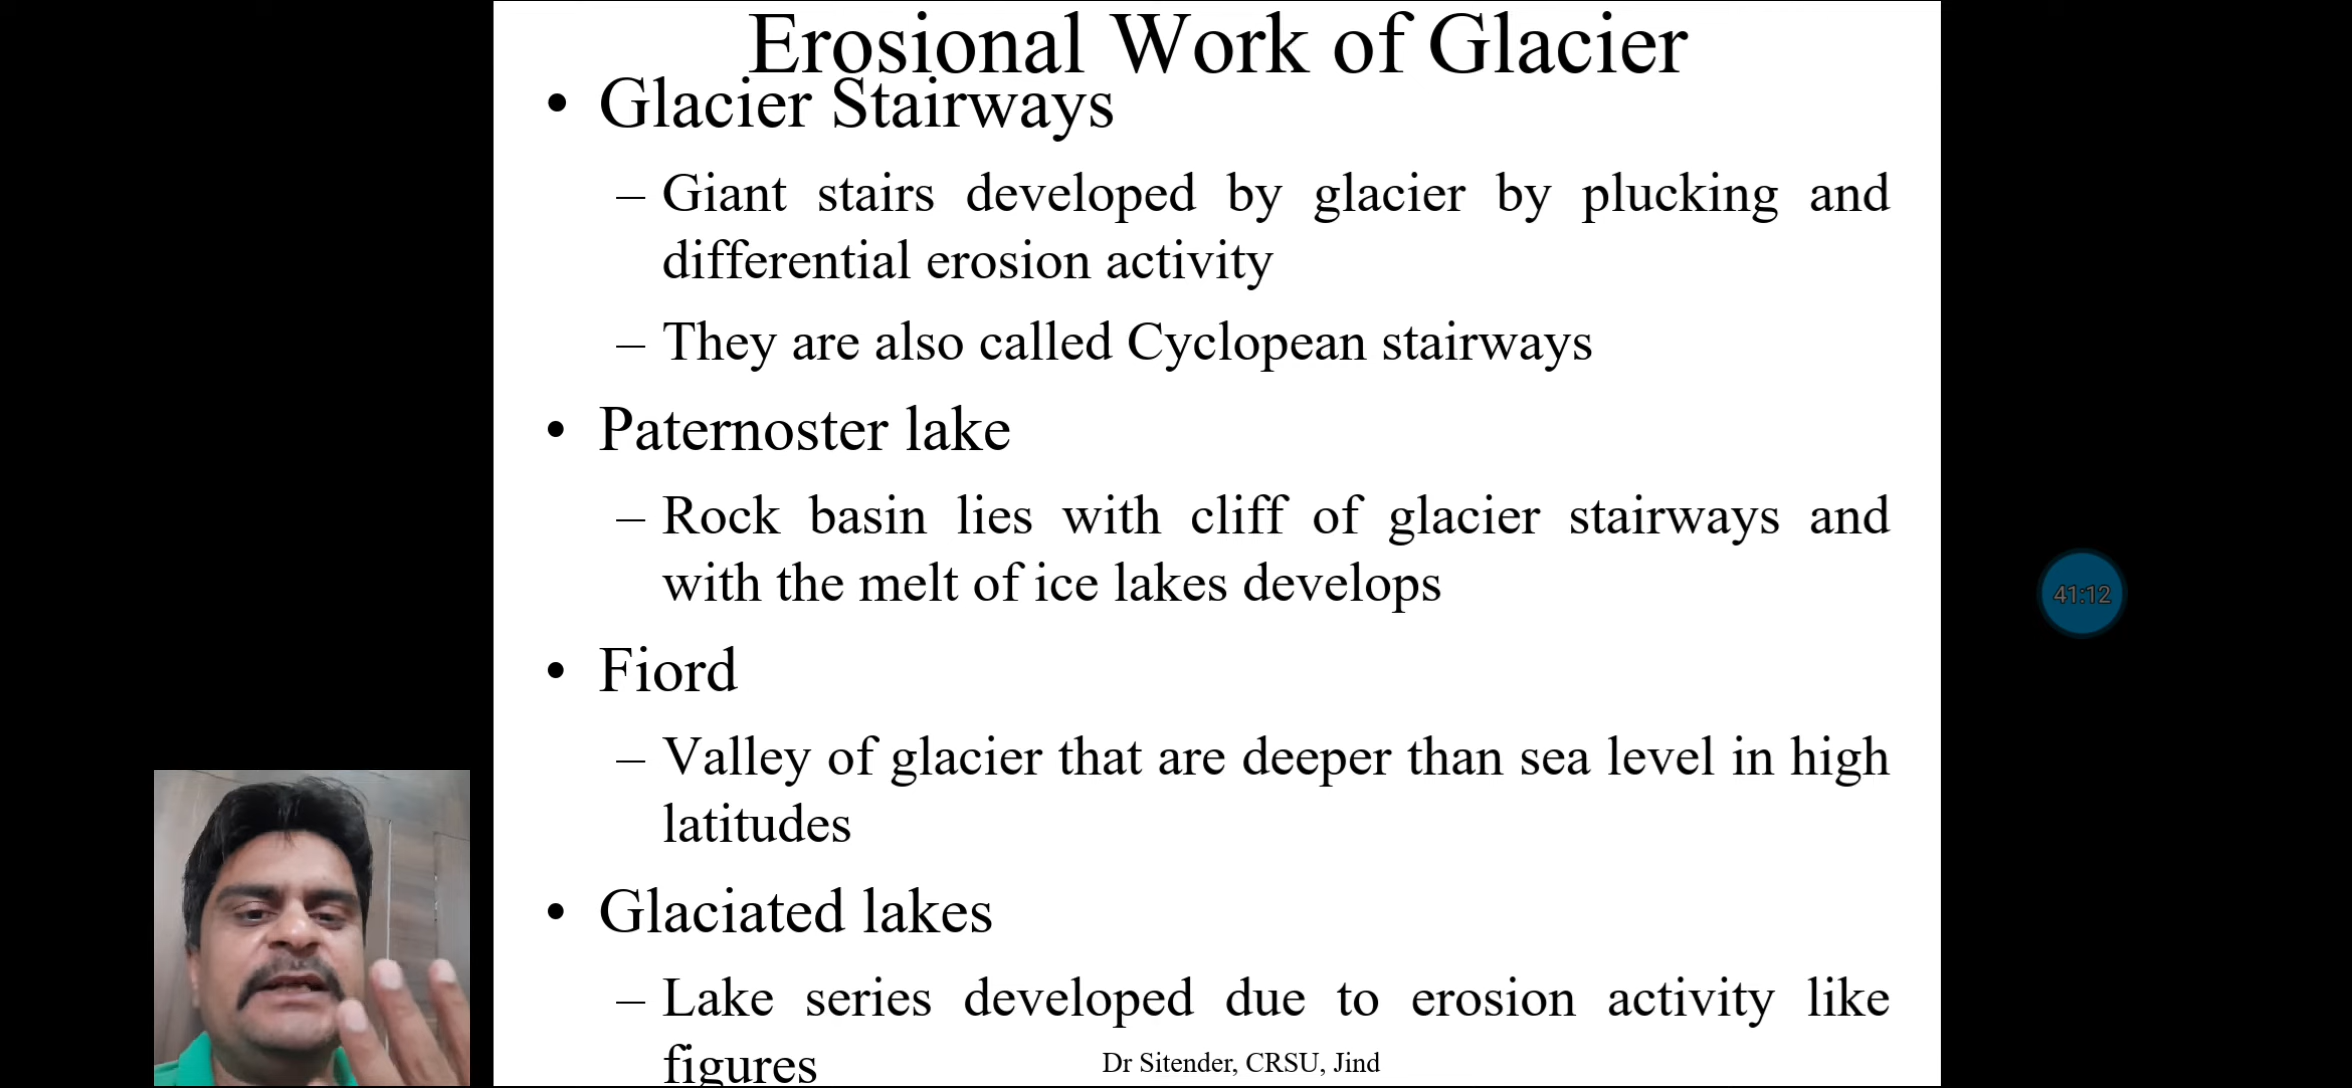 Erosional Work of Glacier
• Glacier Stairways
– Giant stairs developed by glacier by plucking and
differential erosion activity
– They are also called Cyclopean stairways
• Paternoster lake
– Rock basin lies with cliff of glacier stairways and
with the melt of ice lakes develops
• Fiord
– Valley of glacier that are deeper than sea level in high
latitudes
• Glaciated lakes
– Lake series developed due to erosion activity like
figures
Dr Sitender, CRSU, Jind
41:12